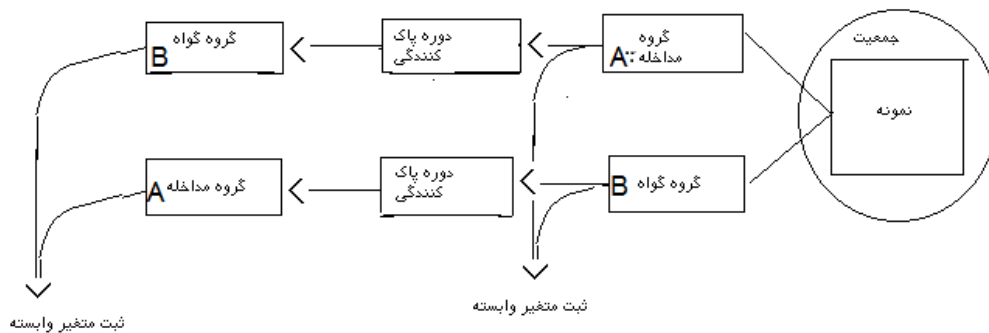 جمعیت
نمونه
گروه
مداخله
A
دوره پاک
کنندگی
گروه گواه
B
گروه گواه
B
دوره پاک
کنندگی
گروه مداخله
A
ثبت متغیر وابسته
ثبت متغیر وابسته